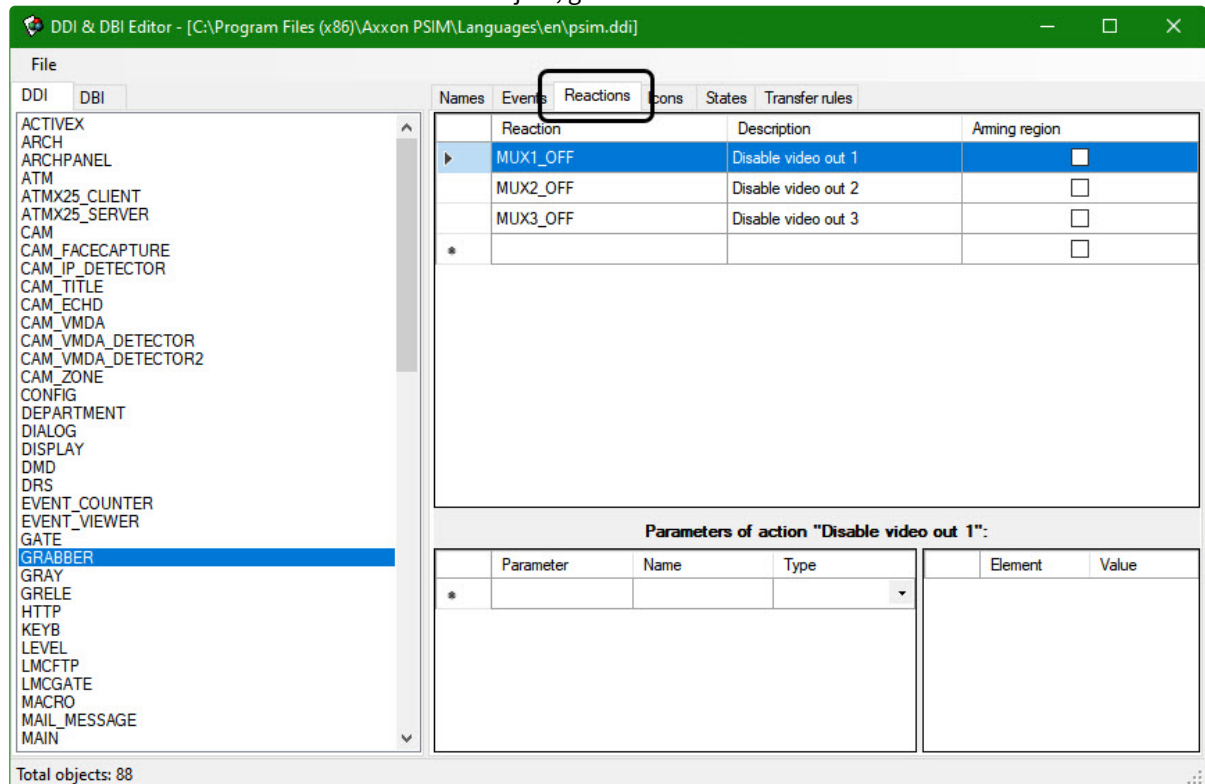 DDI & DBI Editor - [C:\Program Files (x86)\Axxon PSIM\Languages\en\psim.ddi]
File
DDI DBI
ACTIVEX
ARCH
ARCHPANEL
ATM
ATMX25_CLIENT
ATMX25_SERVER
CAM
CAM_FACECAPTURE
CAM_IP_DETECTOR
CAM_TITLE
CAM_ECHD
CAM_VMDA
CAM_VMDA_DETECTOR
CAM_VMDA_DETECTOR2
CAM_ZONE
CONFIG
DEPARTMENT
DIALOG
DISPLAY
DMD
DRS
EVENT_COUNTER
EVENT_VIEWER
GATE
GRABBER
GRAY
GRELE
HTTP
KEYB
LEVEL
LMCFTP
LMCGATE
MACRO
MAIL_MESSAGE
MAIN
Names Events Reactions Icons States Transfer rules
Reaction Description Arming region
MUX1_OFF Disable video out 1
MUX2_OFF Disable video out 2
MUX3_OFF Disable video out 3
Parameters of action "Disable video out 1":
Parameter Name Type Element Value
Total objects: 88